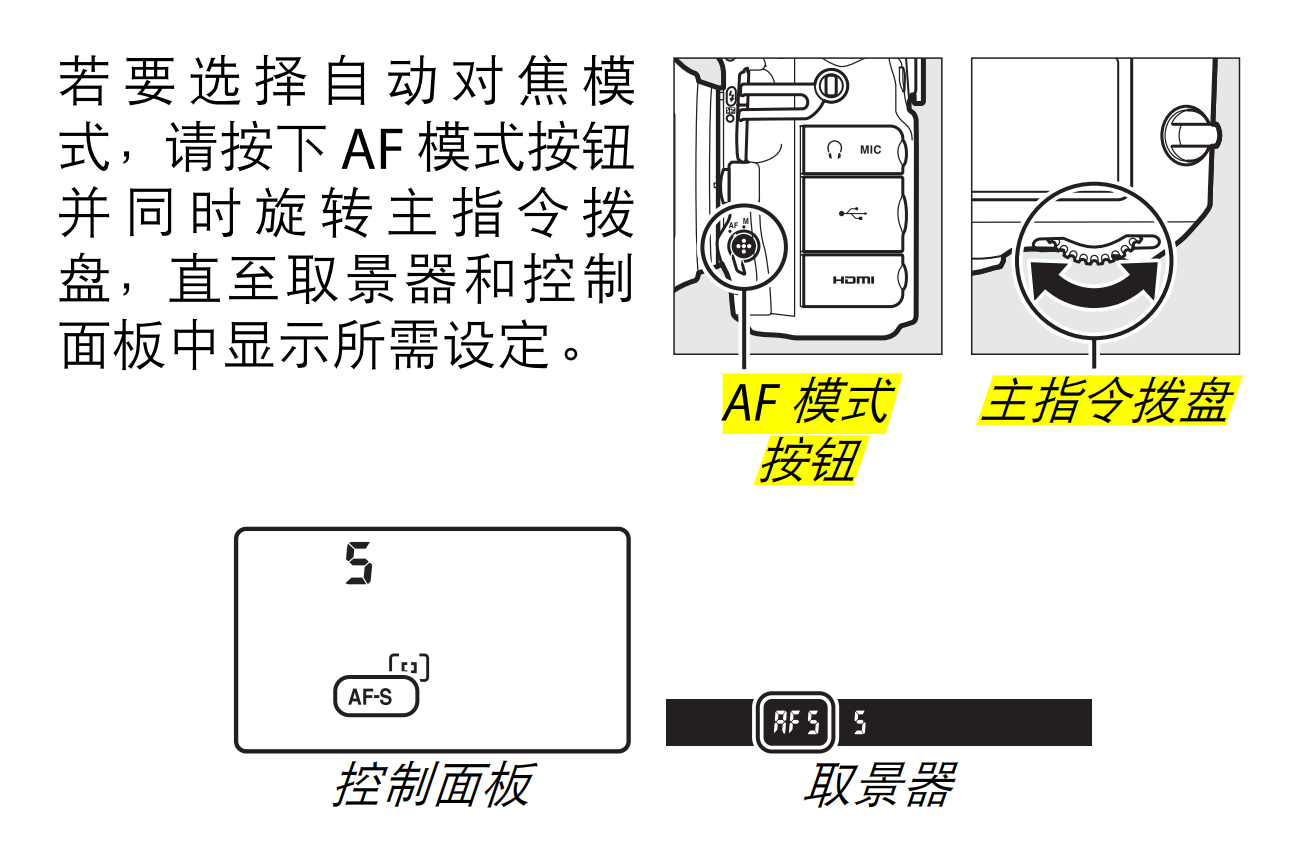 若要选择自动对焦模
式，请按下 AF 模式按钮
并同时旋转主指令拨
盘，直至取景器和控制
面板中显示所需设定。
MIC
AF M
HDMI
AF 模式
按钮
主指令拨盘
S
AF-S
控制面板
AF S S
取景器